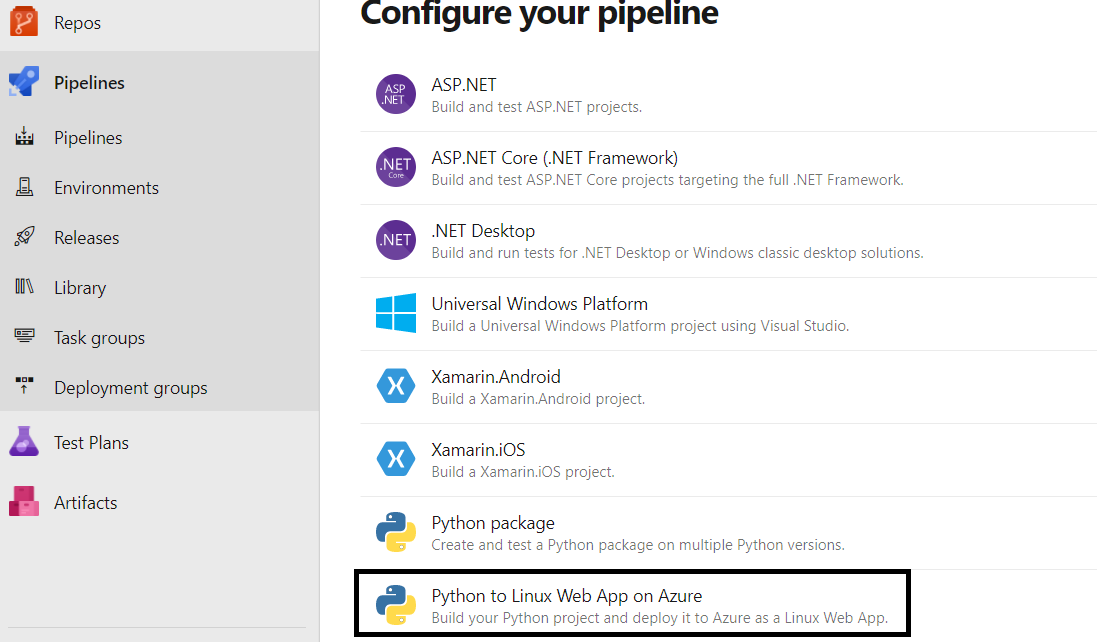 Repos
Pipelines
Pipelines
Environments
Releases
Library
Task groups
Deployment groups
Test Plans
Artifacts
Configure your pipeline
ASP
.NET
ASP.NET
Build and test ASP.NET projects.
.NET
Core
ASP.NET Core (.NET Framework)
Build and test ASP.NET Core projects targeting the full .NET Framework.
.NET
.NET Desktop
Build and run tests for .NET Desktop or Windows classic desktop solutions.
Universal Windows Platform
Build a Universal Windows Platform project using Visual Studio.
Xamarin.Android
Build a Xamarin.Android project.
Xamarin.iOS
Build a Xamarin.iOS project.
Python package
Create and test a Python package on multiple Python versions.
Python to Linux Web App on Azure
Build your Python project and deploy it to Azure as a Linux Web App.